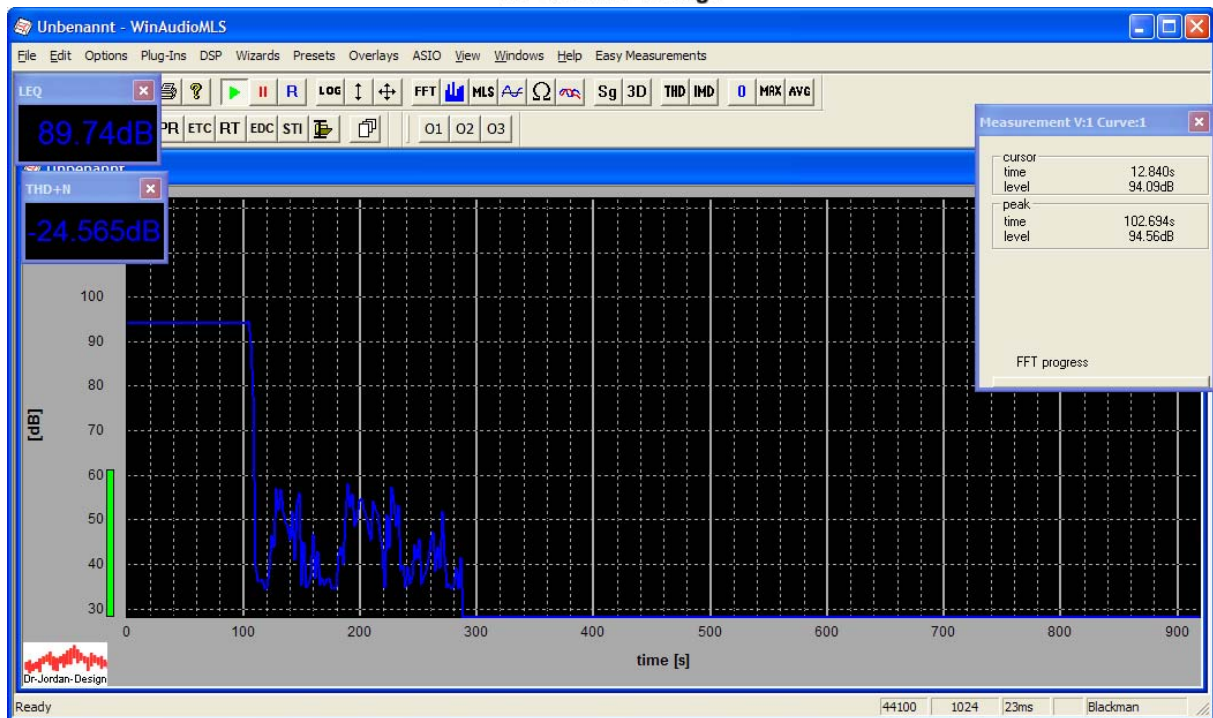 Unbenannt - WinAudioMLS
File Edit Options Plug-Ins DSP Wizards Presets Overlays ASIO View Windows Help Easy Measurements
LEQ
89.74dB
? R LOG FFT MLS Ω Sg 3D THD IMD 0 MAX AVG
PR ETC RT EDC STI O1 O2 O3
Unbenannt
THD+N
-24.565dB
Measurement V:1 Curve:1
cursor
time 12.840s
level 94.09dB
peak
time 102.694s
level 94.56dB
FFT progress
100
90
80
[dB]
70
60
50
40
30
0 100 200 300 400 500 600 700 800 900
time [s]
Dr-Jordan-Design
Ready 44100 1024 23ms Blackman